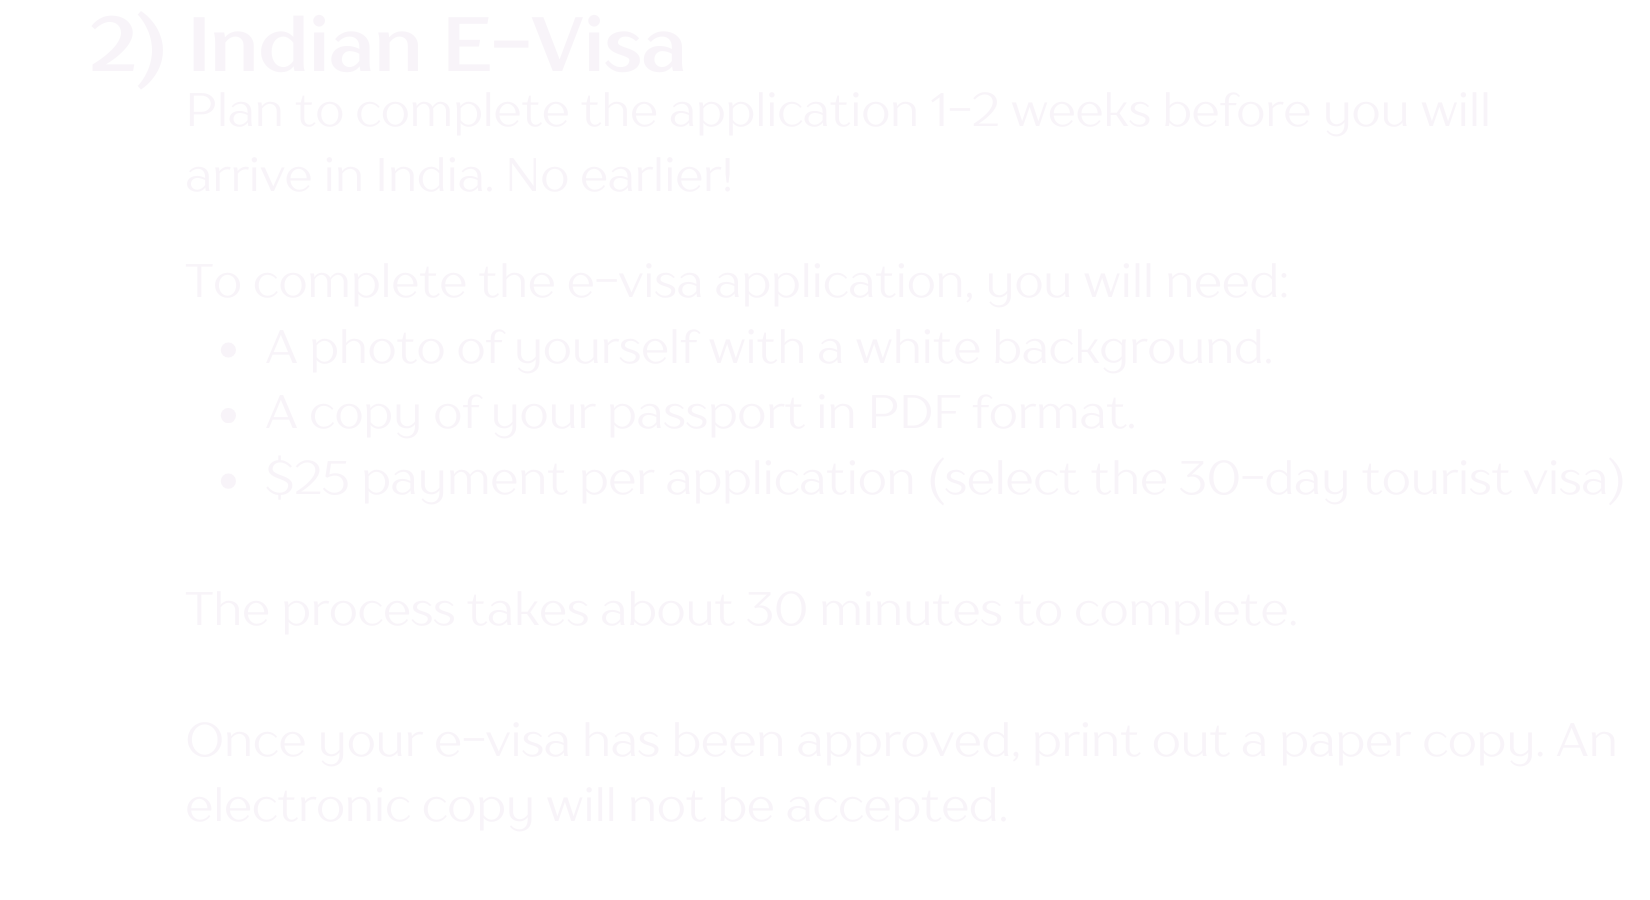 2) Indian E-Visa
Plan to complete the application 1-2 weeks before you will
arrive in India. No earlier!
To complete the e-visa application, you will need:
• A photo of yourself with a white background.
• A copy of your passport in PDF format.
• $25 payment per application (select the 30-day tourist visa)
The process takes about 30 minutes to complete.
Once your e-visa has been approved, print out a paper copy. An
electronic copy will not be accepted.